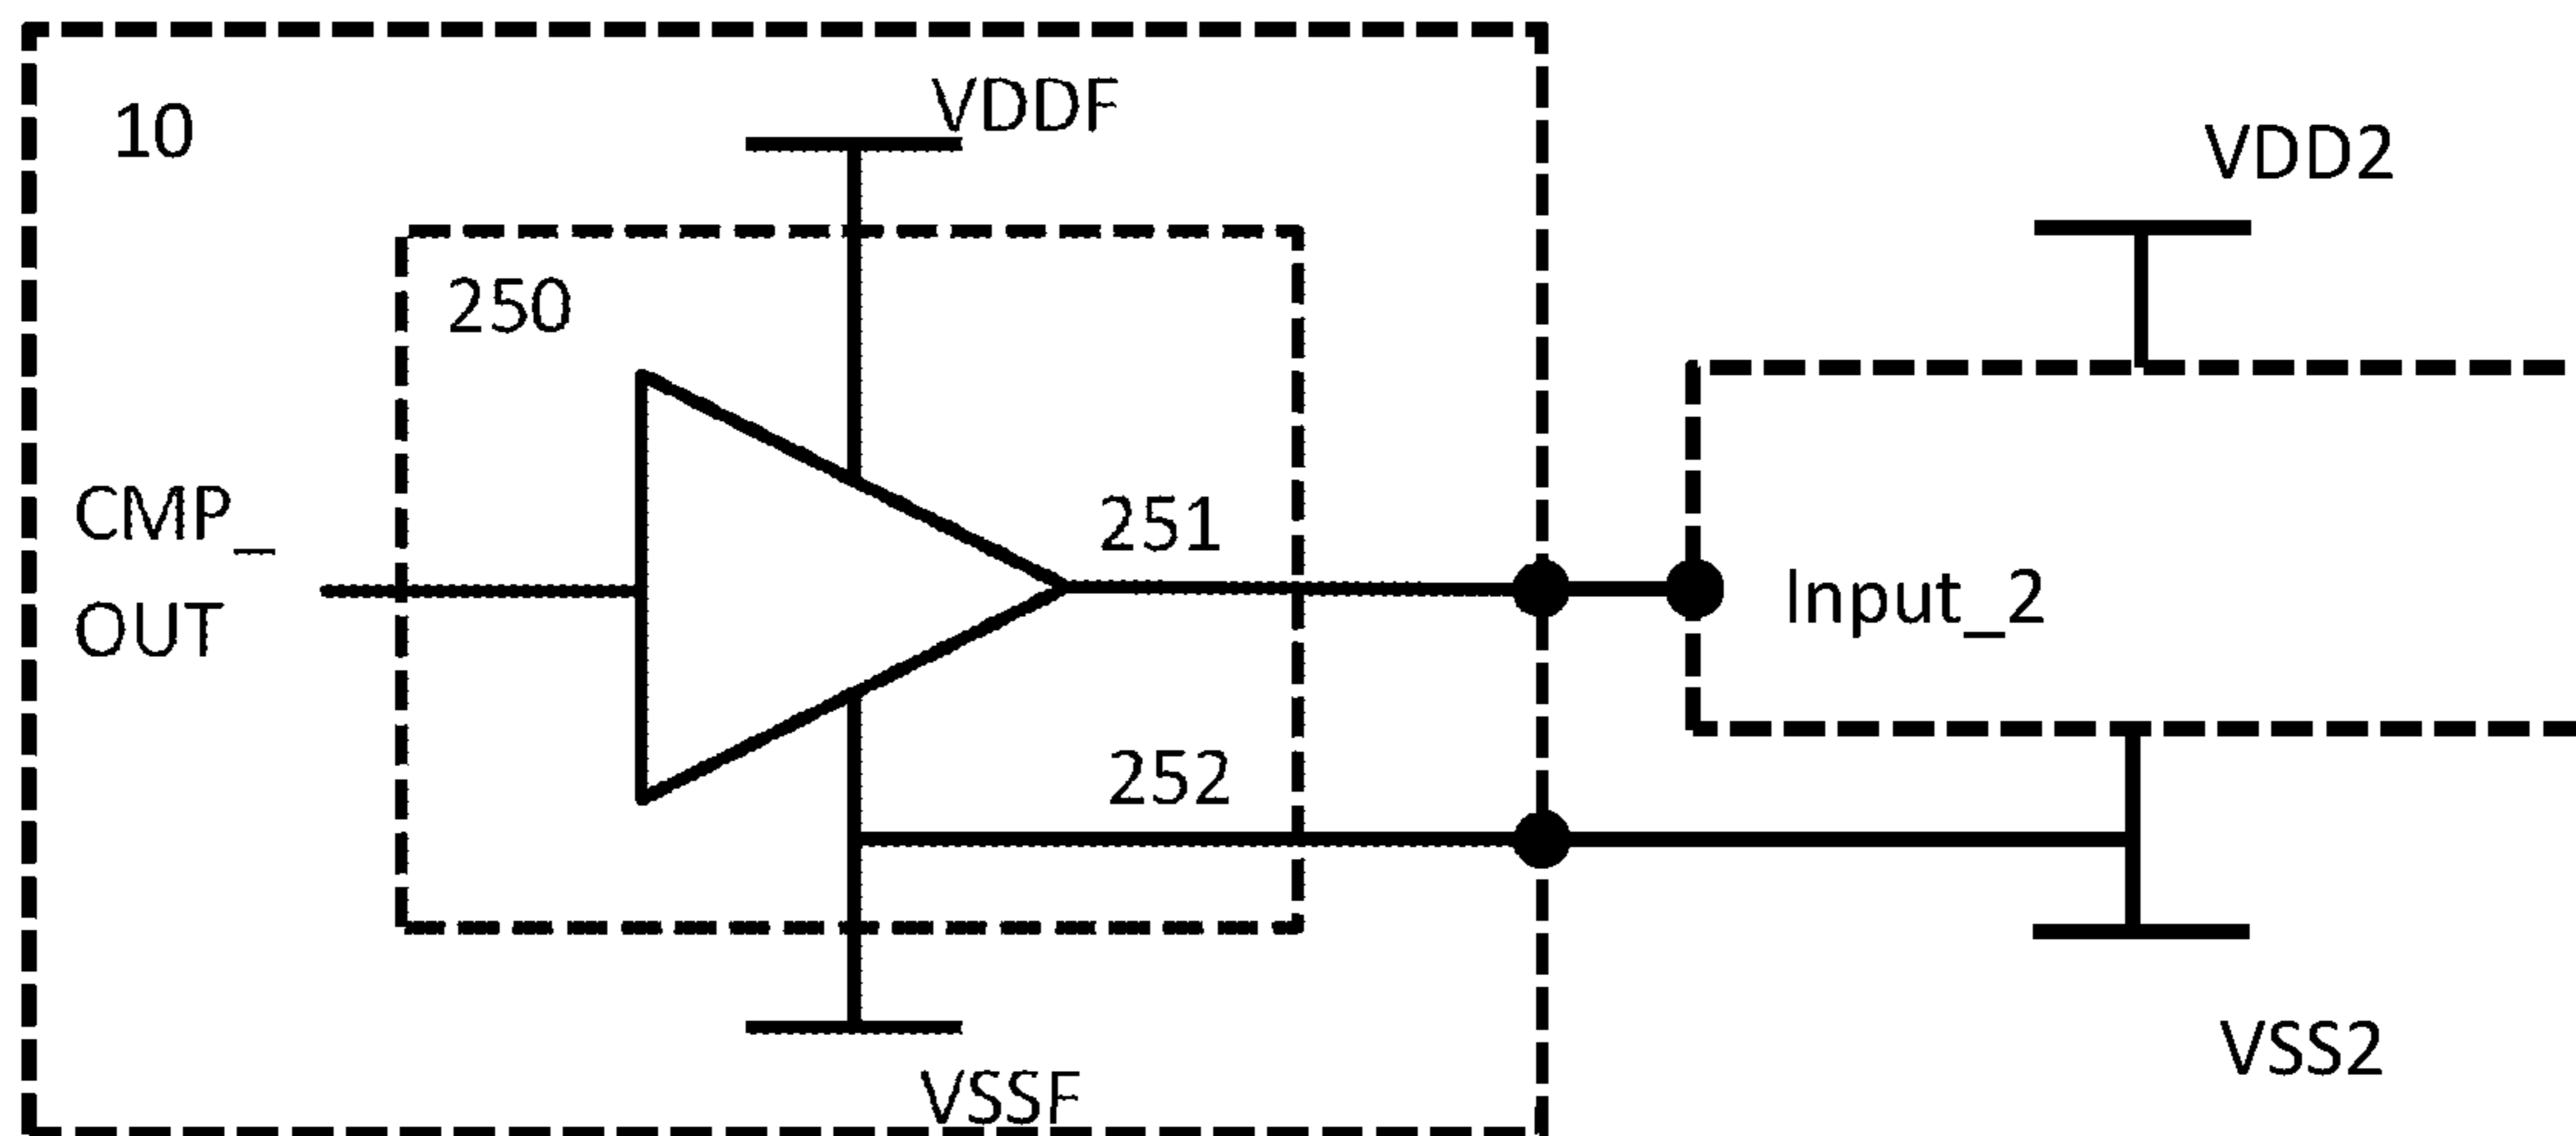 10
VDDF
VDD2
250
CMP_
OUT
251
Input_2
252
VSSF
VSS2